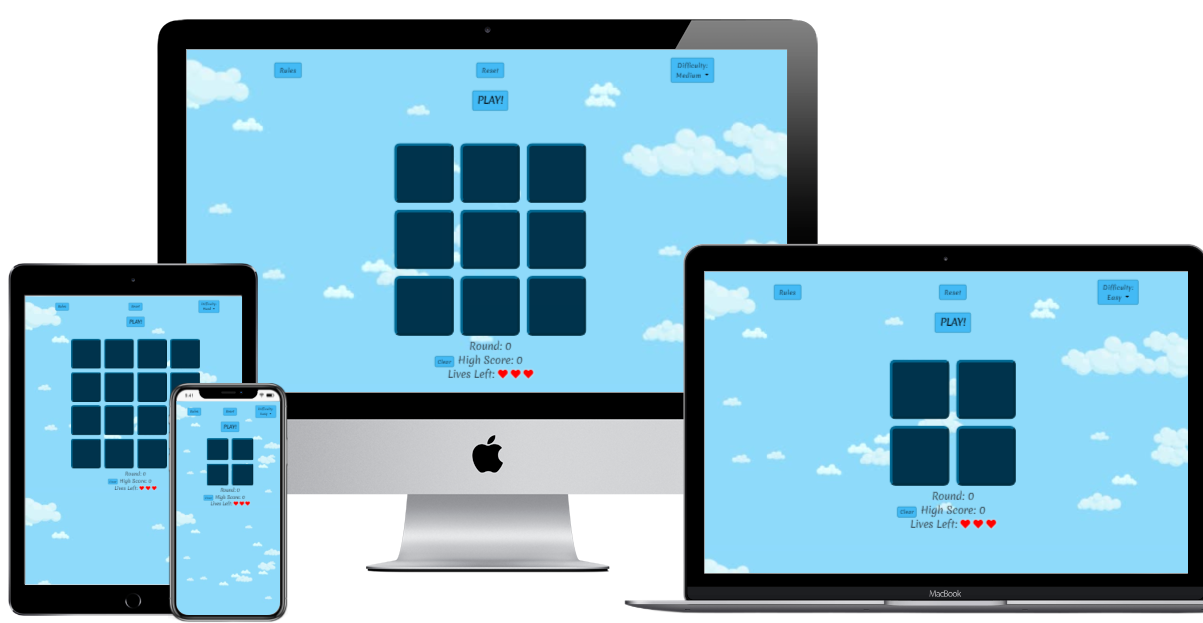 Rules
Reset
Difficulty:
Medium
PLAY!
Round: 0
Clear High Score: 0
Lives Left:
Rules
Reset
Difficulty:
Easy
PLAY!
Round: 0
Clear High Score: 0
Lives Left:
MacBook
Rules
Reset
Difficulty:
Hard
PLAY!
Round: 0
Clear High Score: 0
Lives Left:
9:41
Rules
Reset
Difficulty:
Easy
PLAY!
Round: 0
Clear High Score: 0
Lives Left: